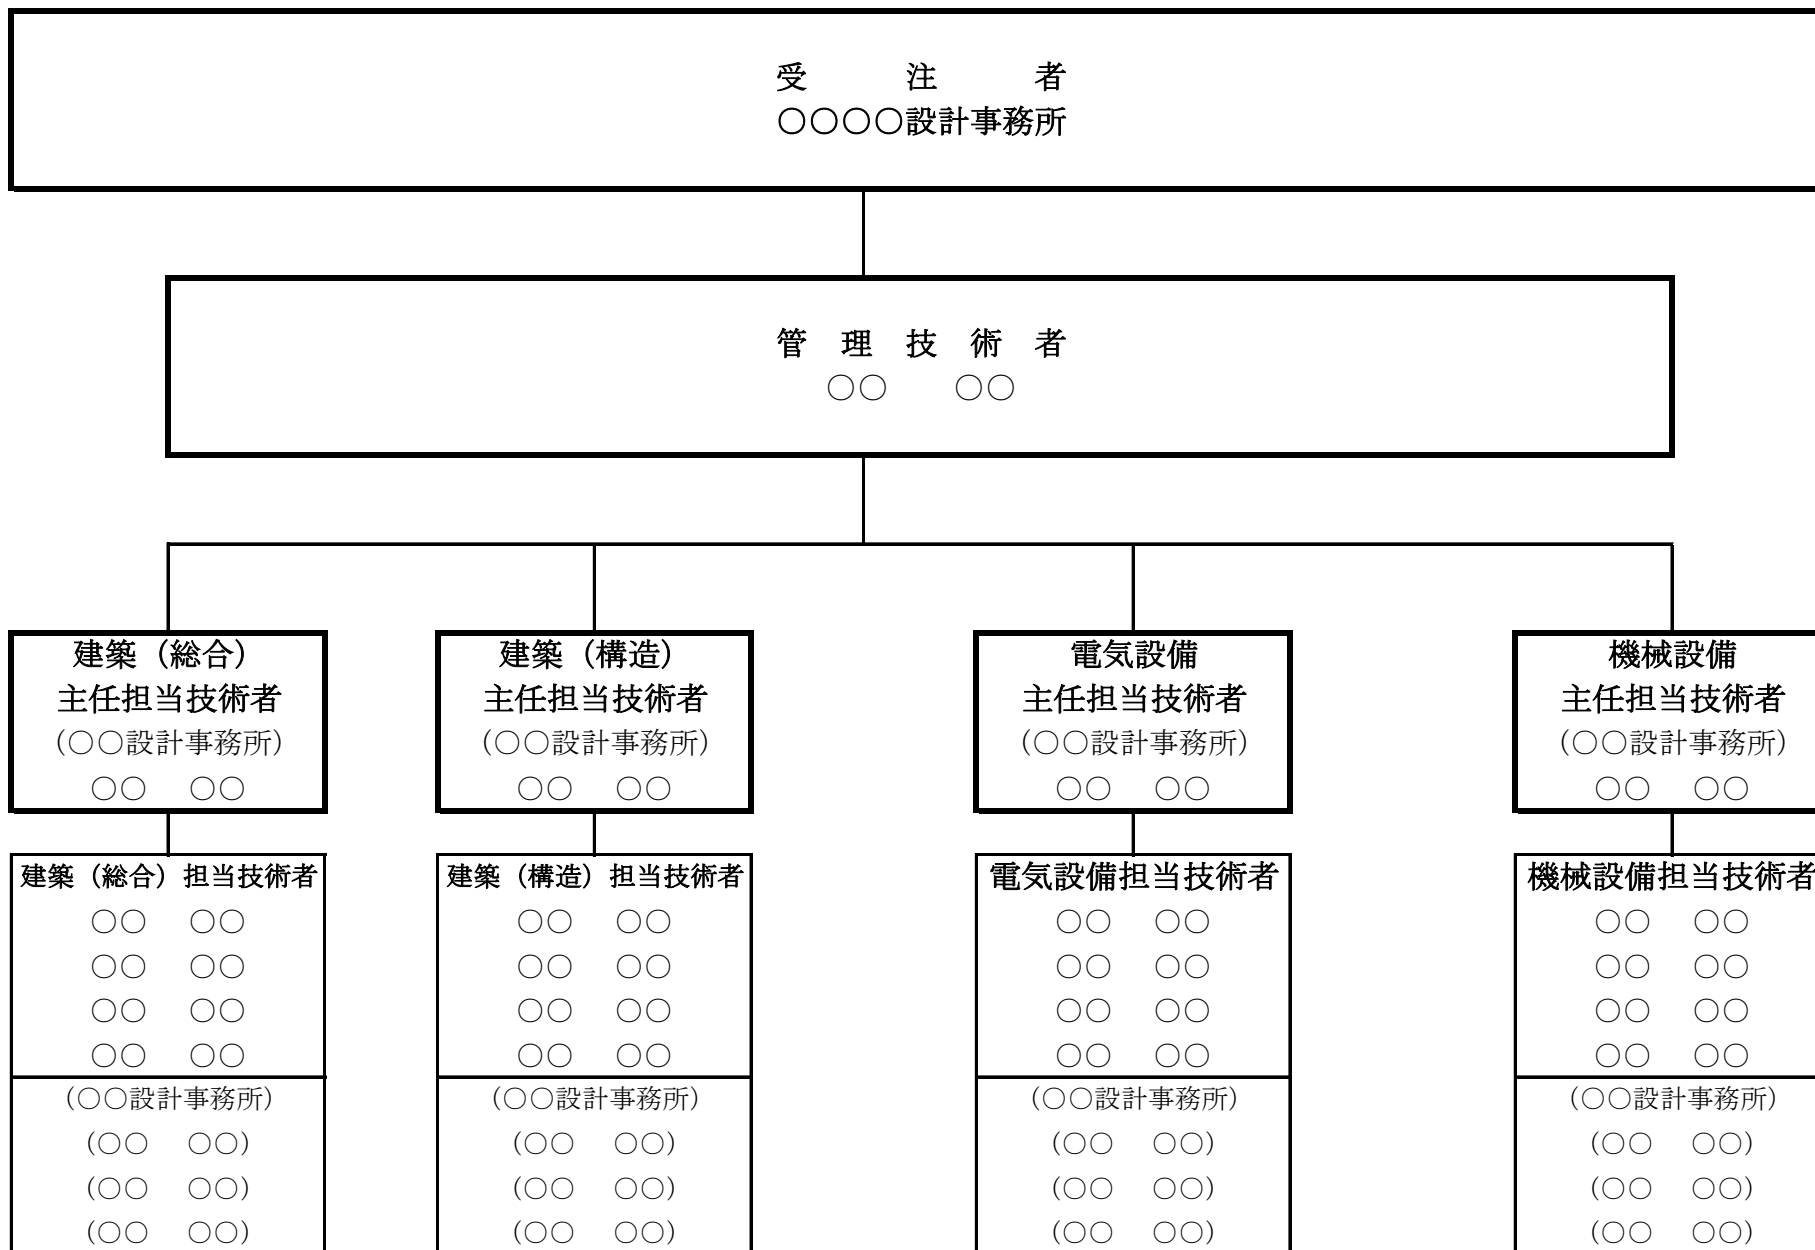 受　注　者
○○○○設計事務所
管　理　技　術　者
○○　○○
建築（総合）
主任担当技術者
（○○設計事務所）
○○　○○
建築（総合）担当技術者
○○　○○
○○　○○
○○　○○
○○　○○
（○○設計事務所）
（○○　○○）
（○○　○○）
（○○　○○）
建築（構造）
主任担当技術者
（○○設計事務所）
○○　○○
建築（構造）担当技術者
○○　○○
○○　○○
○○　○○
○○　○○
（○○設計事務所）
（○○　○○）
（○○　○○）
（○○　○○）
電気設備
主任担当技術者
（○○設計事務所）
○○　○○
電気設備担当技術者
○○　○○
○○　○○
○○　○○
○○　○○
（○○設計事務所）
（○○　○○）
（○○　○○）
（○○　○○）
機械設備
主任担当技術者
（○○設計事務所）
○○　○○
機械設備担当技術者
○○　○○
○○　○○
○○　○○
○○　○○
（○○設計事務所）
（○○　○○）
（○○　○○）
（○○　○○）